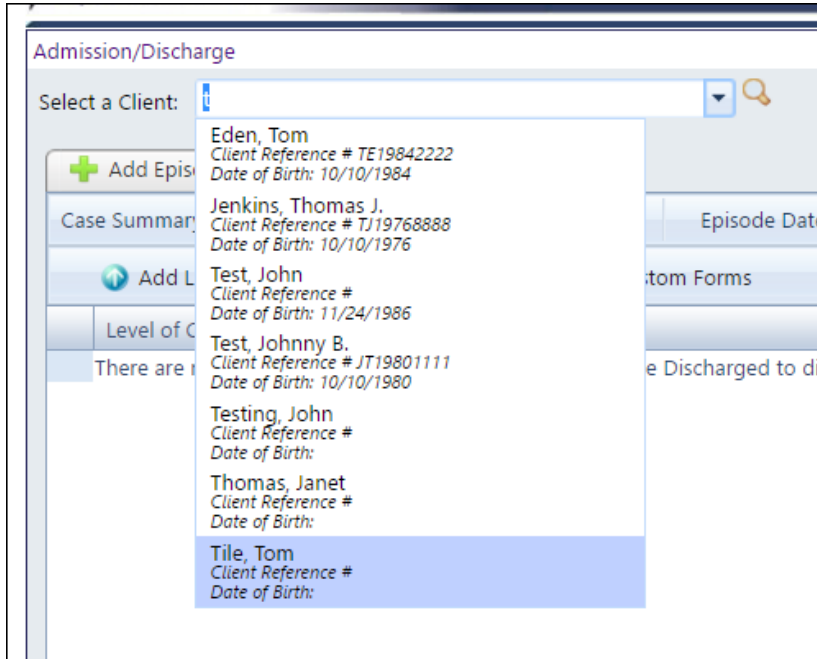 Admission/Discharge
Select a Client: t
Eden, Tom
Client Reference # TE19842222
Date of Birth: 10/10/1984
Add Epis
Jenkins, Thomas J.
Client Reference # TJ19768888
Date of Birth: 10/10/1976
Case Summary
Episode Date
Test, John
Client Reference #
Date of Birth: 11/24/1986
Add L
stom Forms
Test, Johnny B.
Client Reference # JT19801111
Date of Birth: 10/10/1980
Level of C
There are
e Discharged to di
Testing, John
Client Reference #
Date of Birth:
Thomas, Janet
Client Reference #
Date of Birth:
Tile, Tom
Client Reference #
Date of Birth: